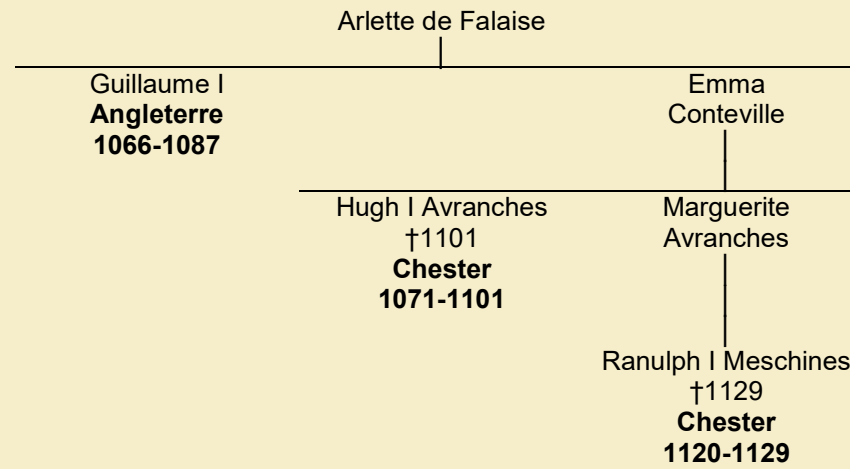 Arlette de Falaise
Guillaume I
Angleterre
1066-1087
Emma
Conteville
Hugh I Avranches
†1101
Chester
1071-1101
Marguerite
Avranches
Ranulph I Meschines
†1129
Chester
1120-1129